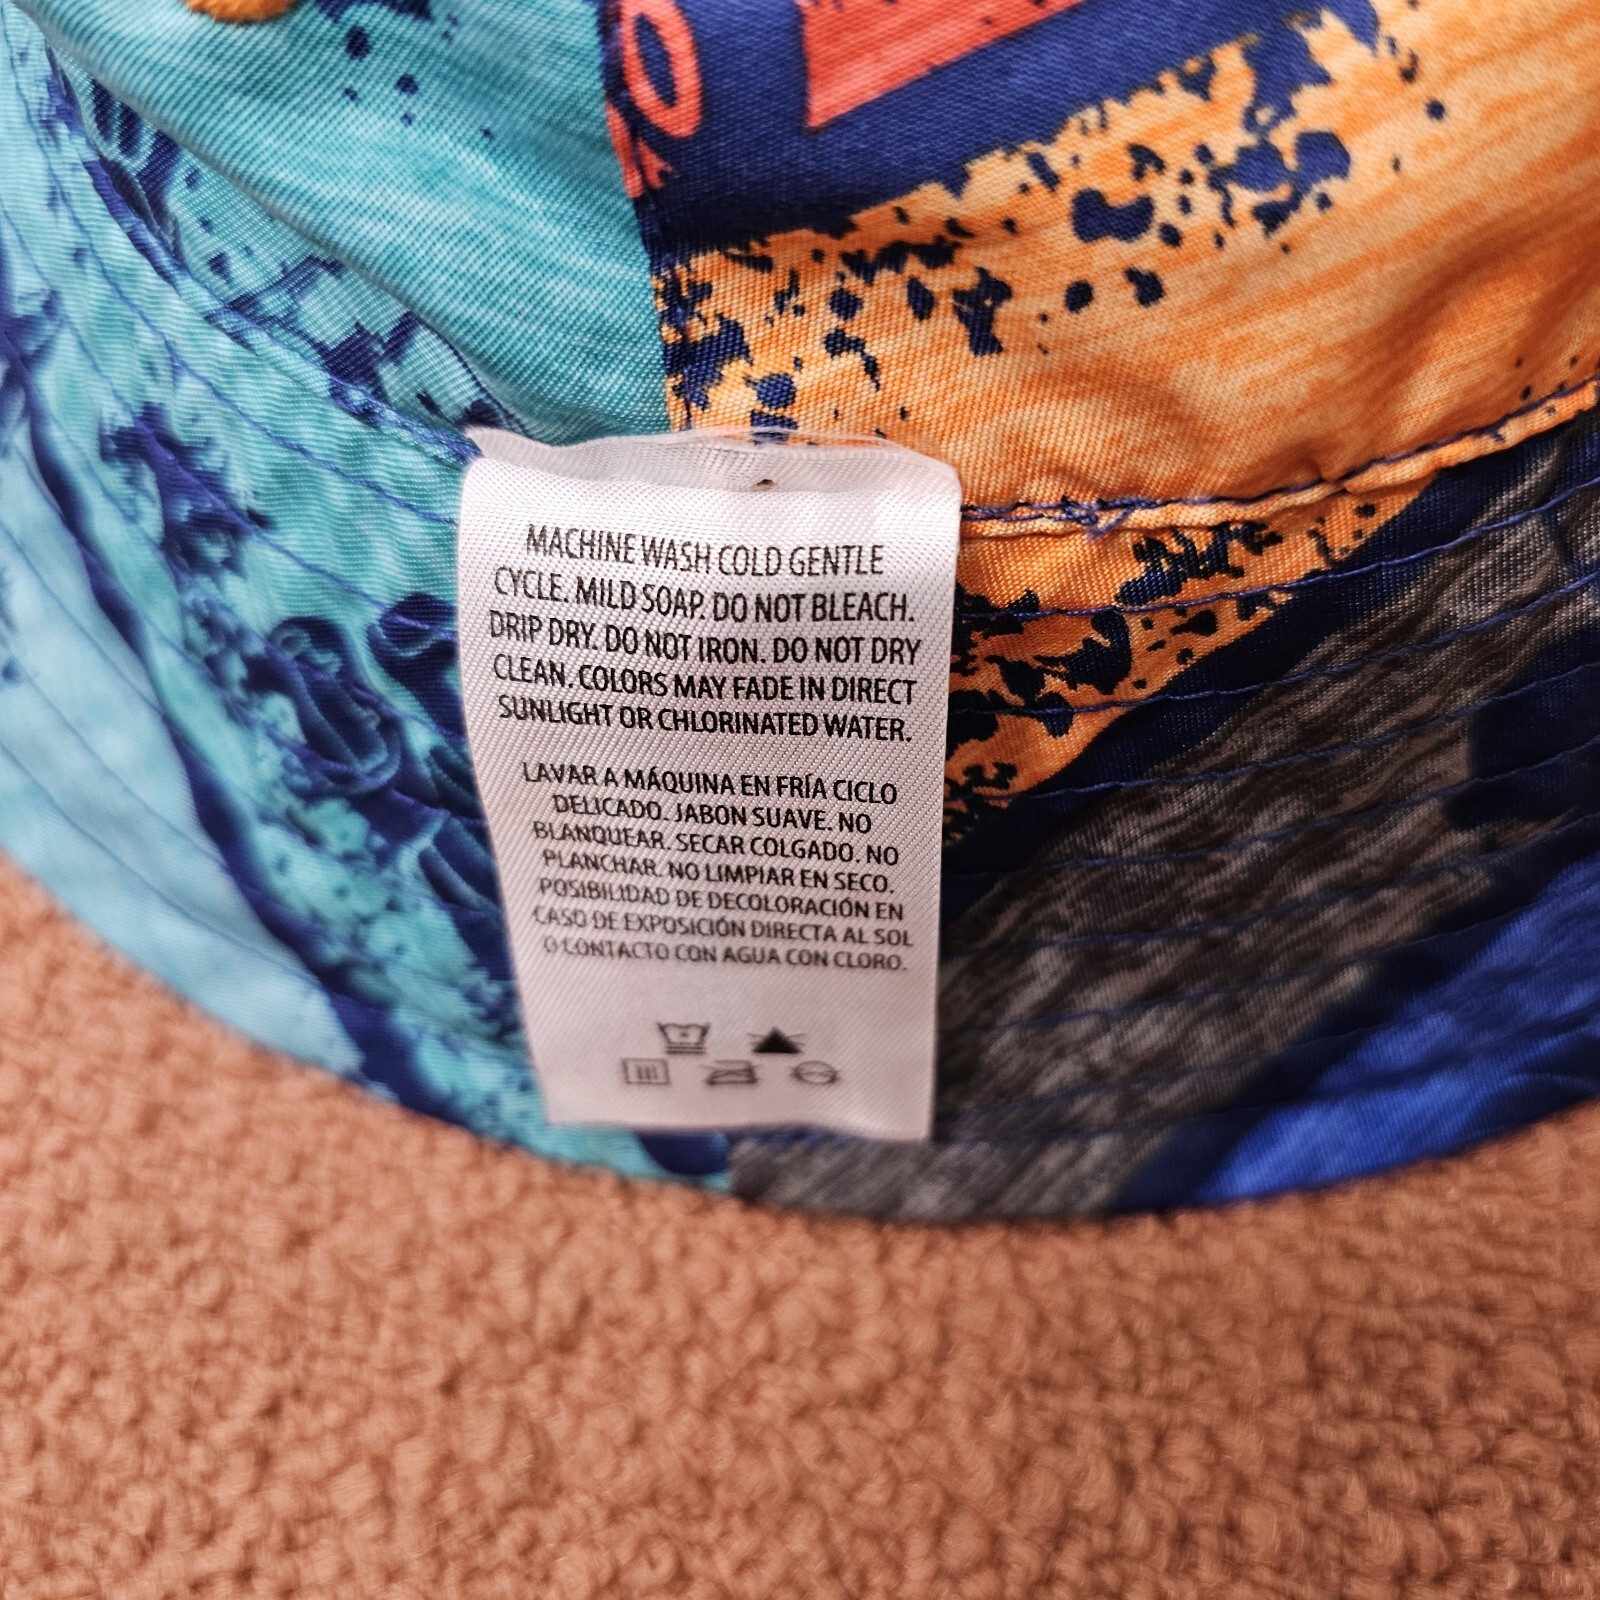 MACHINE WASH COLD GENTLE
CYCLE. MILD SOAP. DO NOT BLEACH.
DRIP DRY. DO NOT IRON. DO NOT DRY
CLEAN. COLORS MAY FADE IN DIRECT
SUNLIGHT OR CHLORINATED WATER.
LAVAR A MÁQUINA EN FRÍA CICLO
DELICADO. JABON SUAVE. NO
BLANQUEAR. SECAR COLGADO. NO
PLANCHAR. NO LIMPIAR EN SECO.
POSIBILIDAD DE DECOLORACIÓN EN
CASO DE EXPOSICIÓN DIRECTA AL SOL
O CONTACTO CON AGUA CON CLORO.